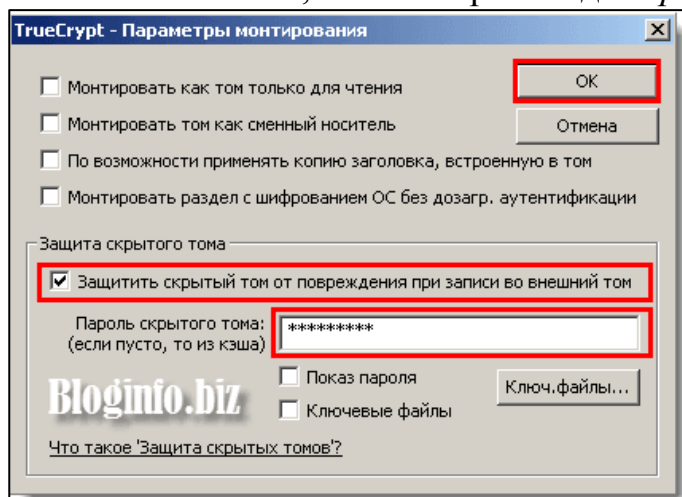 TrueCrypt - Параметры монтирования
Монтировать как том только для чтения
OK
Монтировать том как сменный носитель
Отмена
По возможности применять копию заголовка, встроенную в том
Монтировать раздел с шифрованием ОС без дозагр. аутентификации
Защита скрытого тома
Защитить скрытый том от повреждения при записи во внешний том
Пароль скрытого тома:
(если пусто, то из кэша)
*********
Показ пароля
Ключ.файлы...
Bloginfo.biz
Ключевые файлы
Что такое 'Защита скрытых томов'?